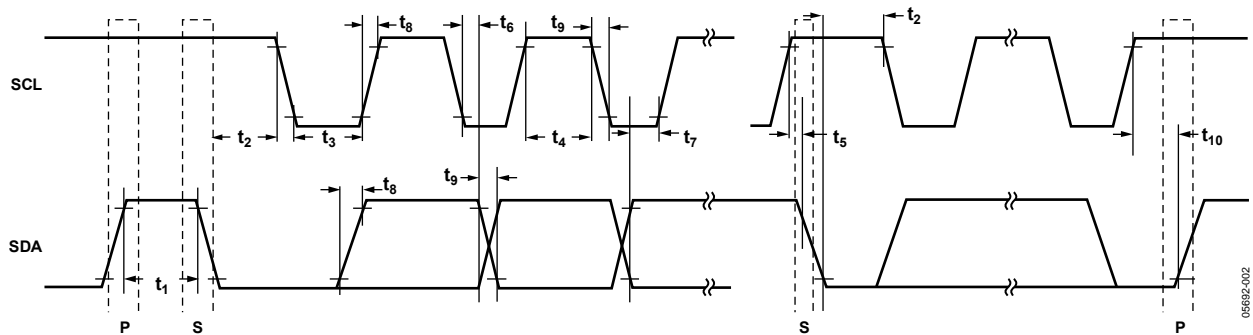 t8 t6 t9 t2
SCL
t2 t3 t4 t7 t5 t10
t9
t8
SDA
t1
P S S P
05692-002